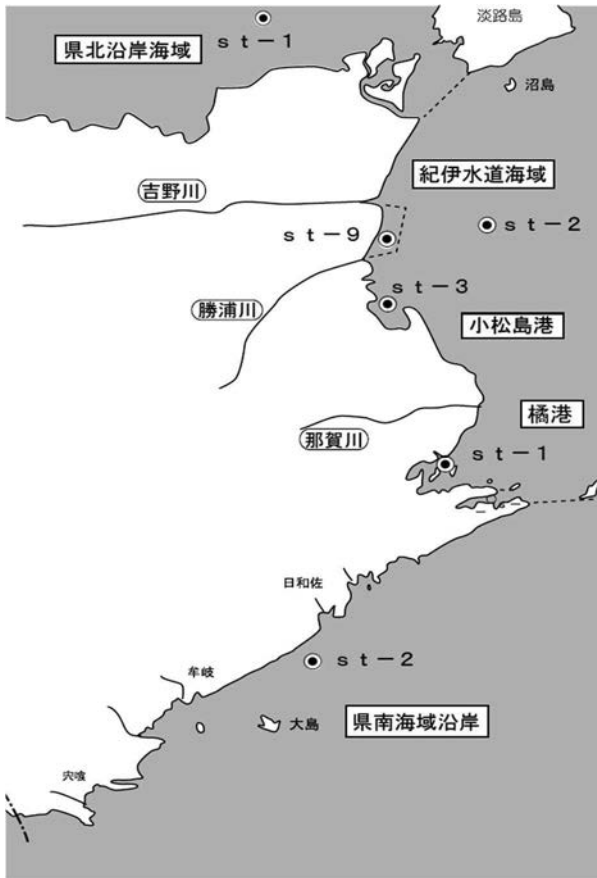 淡路島
県北沿岸海域
ｓｔ－１
沼島
紀伊水道海域
吉野川
ｓｔ－２
ｓｔ－９
ｓｔ－３
勝浦川
小松島港
橘港
那賀川
ｓｔ－１
日和佐
ｓｔ－２
牟岐
大島
県南海域沿岸
宍喰